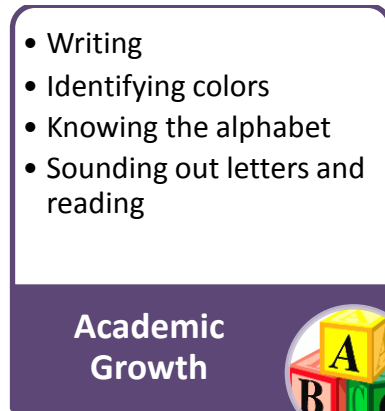 • Writing
• Identifying colors
• Knowing the alphabet
• Sounding out letters and
reading
Academic
Growth
A
B C